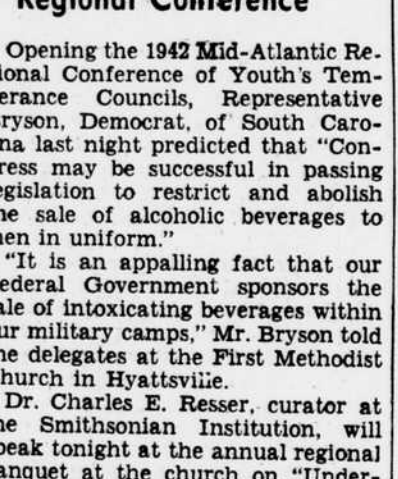 Regional Conference
Opening the 1942 Mid-Atlantic Re-
ional Conference of Youth's Tem-
erance Councils, Representative
ryson, Democrat, of South Caro-
na last night predicted that "Con-
ress may be successful in passing
egislation to restrict and abolish
he sale of alcoholic beverages to
nen in uniform."
"It is an appalling fact that our
ederal Government sponsors the
ale of intoxicating beverages within
ur military camps," Mr. Bryson told
he delegates at the First Methodist
hurch in Hyattsville.
Dr. Charles E. Resser, curator at
he Smithsonian Institution, will
peak tonight at the annual regional
anquet at the church on "Under-